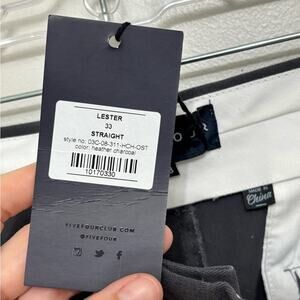 LESTER
33
STRAIGHT
style no: 03C-08-311-HCH-OST
color: heather charcoal
10170330
FIVEFOURCLUB.COM
@FIVEFOUR
MADE IN
China